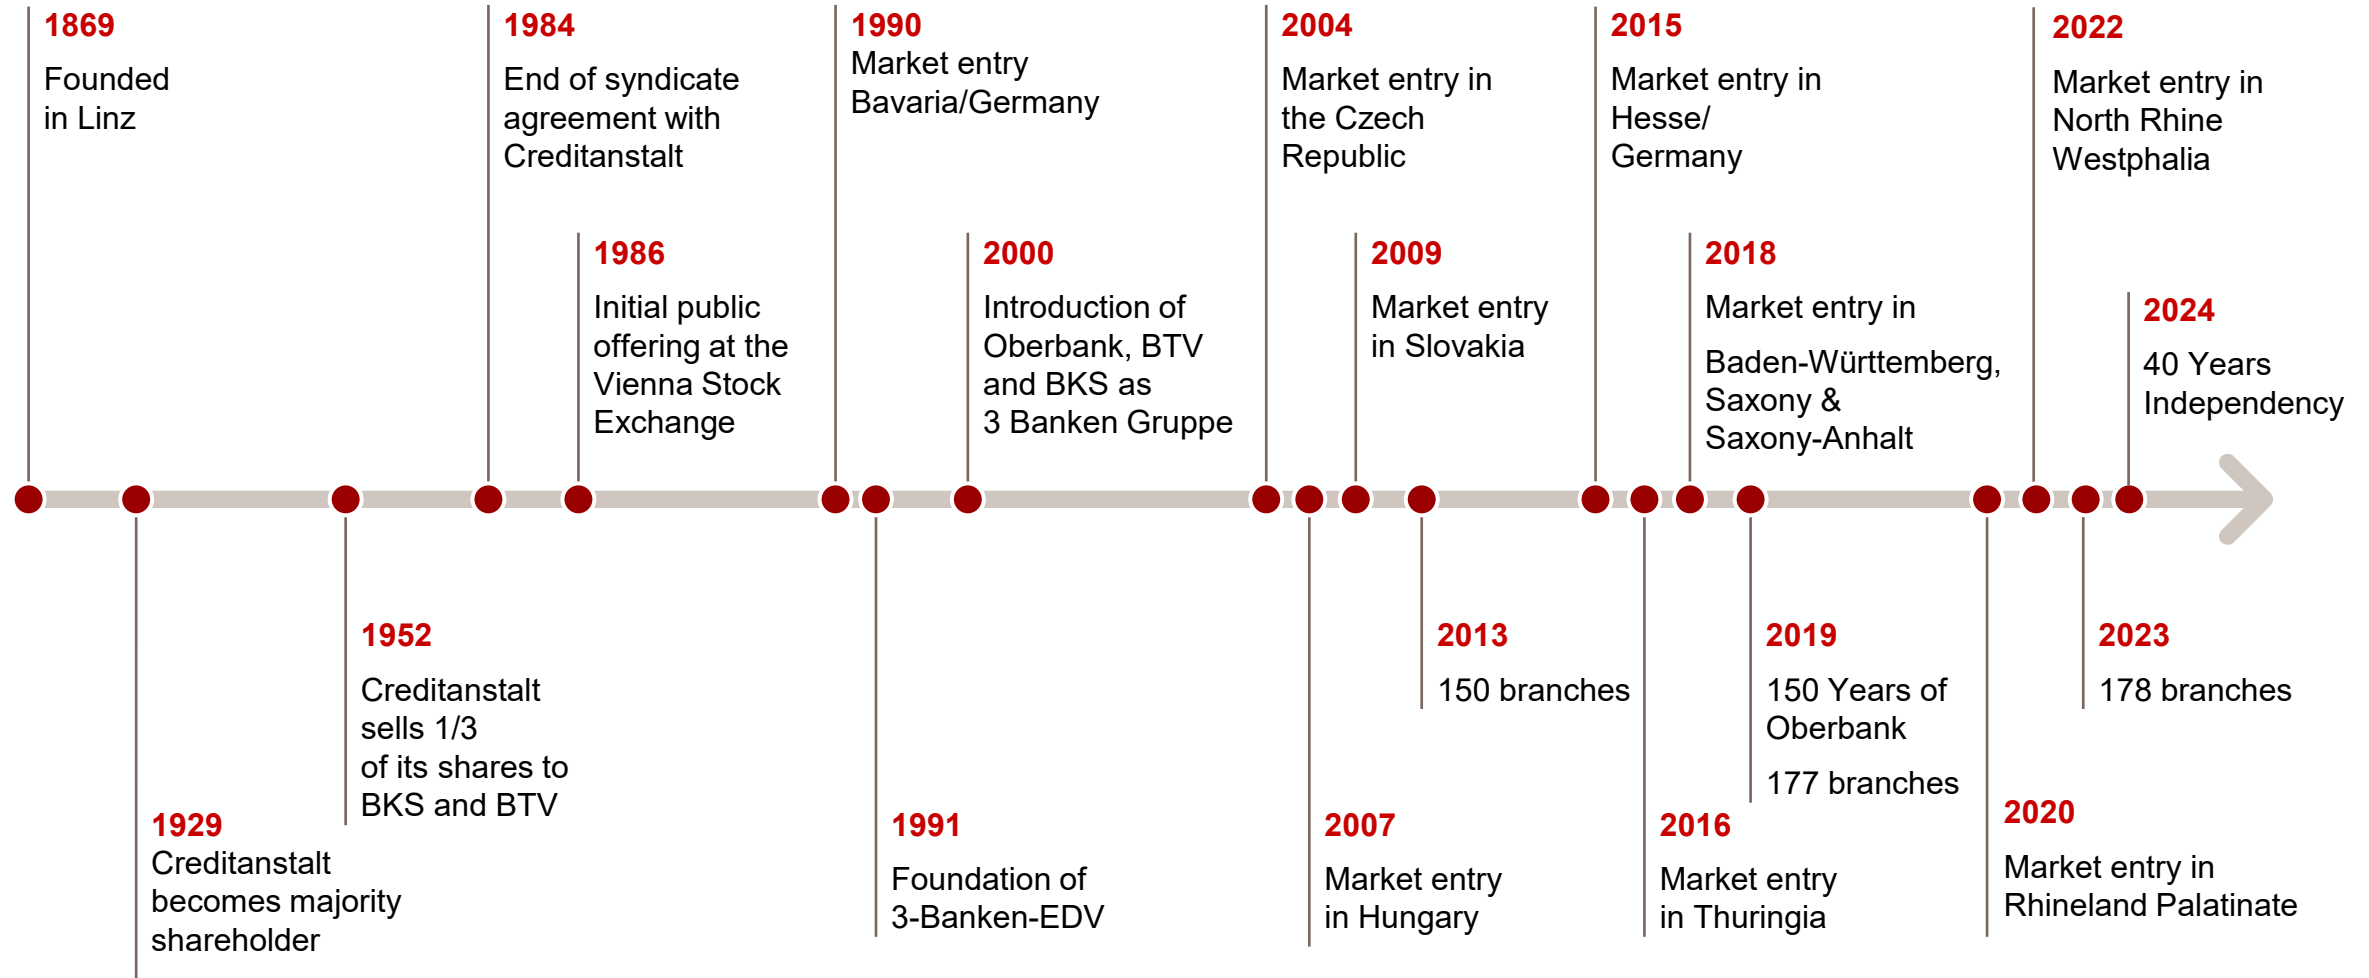 1869
Founded
in Linz
1984
End of syndicate
agreement with
Creditanstalt
1990
Market entry
Bavaria/Germany
2004
Market entry in
the Czech
Republic
2015
Market entry in
Hesse/
Germany
2022
Market entry in
North Rhine
Westphalia
1986
Initial public
offering at the
Vienna Stock
Exchange
2000
Introduction of
Oberbank, BTV
and BKS as
3 Banken Gruppe
2009
Market entry
in Slovakia
2018
Market entry in
Baden-Württemberg,
Saxony &
Saxony-Anhalt
2024
40 Years
Independency
1929
Creditanstalt
becomes majority
shareholder
1952
Creditanstalt
sells 1/3
of its shares to
BKS and BTV
1991
Foundation of
3-Banken-EDV
2007
Market entry
in Hungary
2013
150 branches
2016
Market entry
in Thuringia
2019
150 Years of
Oberbank
177 branches
2020
Market entry in
Rhineland Palatinate
2023
178 branches